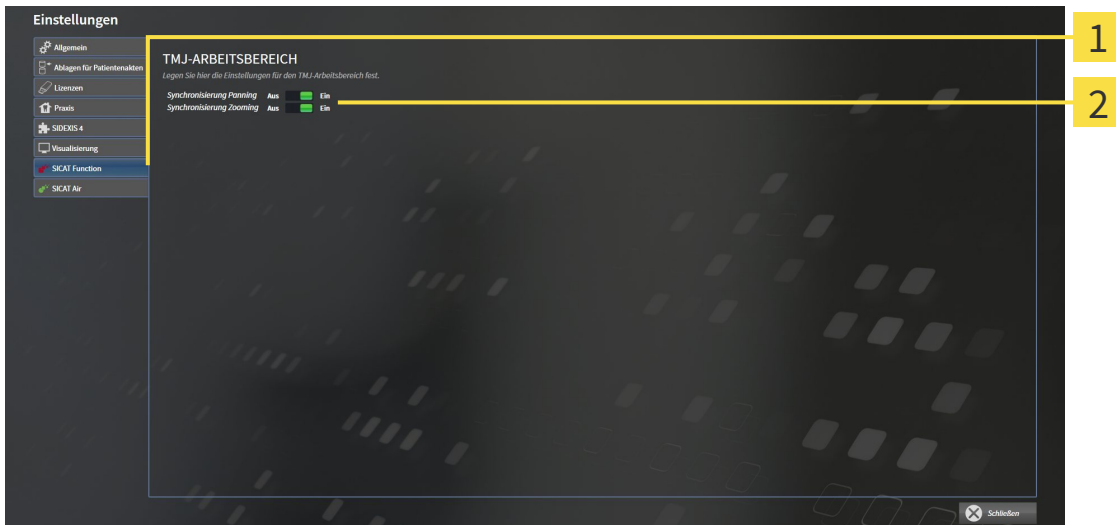 Einstellungen
Allgemein
Ablagen für Patientenakten
Lizenzen
Praxis
SIDEXIS 4
Visualisierung
SICAT Function
SICAT Air
TMJ-ARBEITSBEREICH
Legen Sie hier die Einstellungen für den TMJ-Arbeitsbereich fest.
Synchronisierung Panning Aus Ein
Synchronisierung Zooming Aus Ein
1
2
Schließen